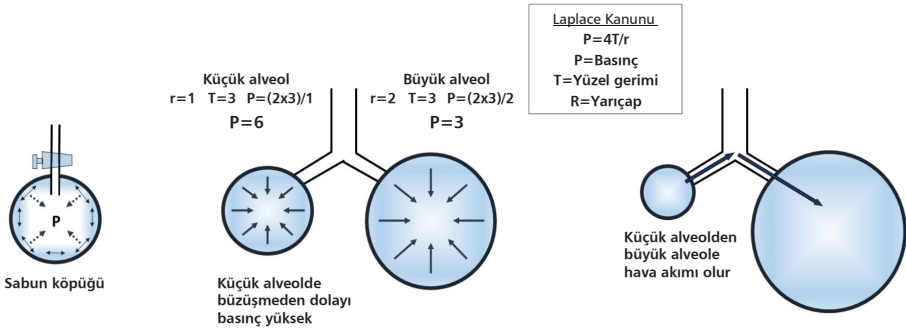 Laplace Kanunu
P=4T/r
P=Basınç
T=Yüzel gerimi
R=Yarıçap
Küçük alveol
r=1 T=3 P=(2x3)/1
P=6
Büyük alveol
r=2 T=3 P=(2x3)/2
P=3
P
Sabun köpüğü
Küçük alveolde
büzüşmeden dolayı
basınç yüksek
Küçük alveolden
büyük alveole
hava akımı olur